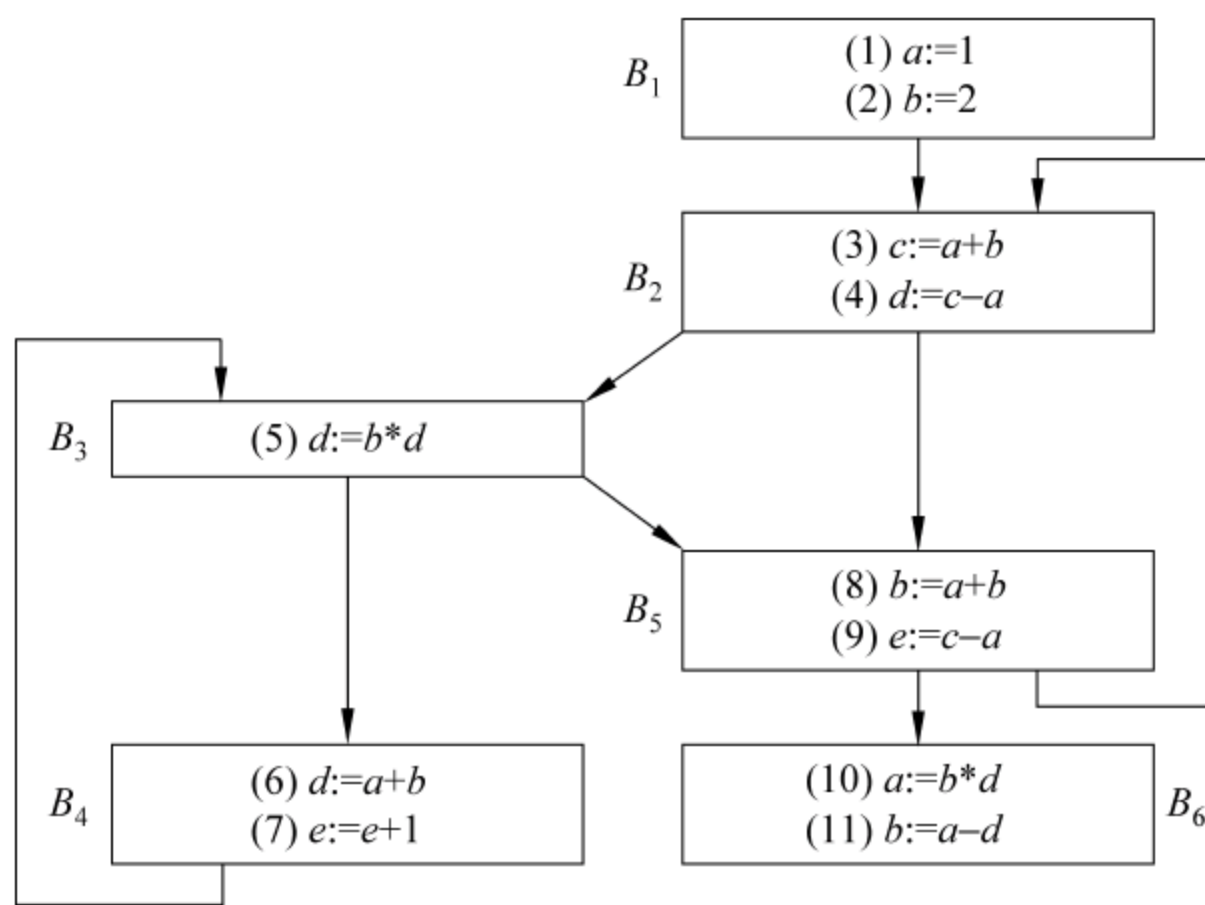 B₁
(1) a:=1
(2) b:=2
B₂
(3) c:=a+b
(4) d:=c−a
B₃
(5) d:=b*d
B₅
(8) b:=a+b
(9) e:=c−a
B₄
(6) d:=a+b
(7) e:=e+1
(10) a:=b*d
(11) b:=a−d
B₆